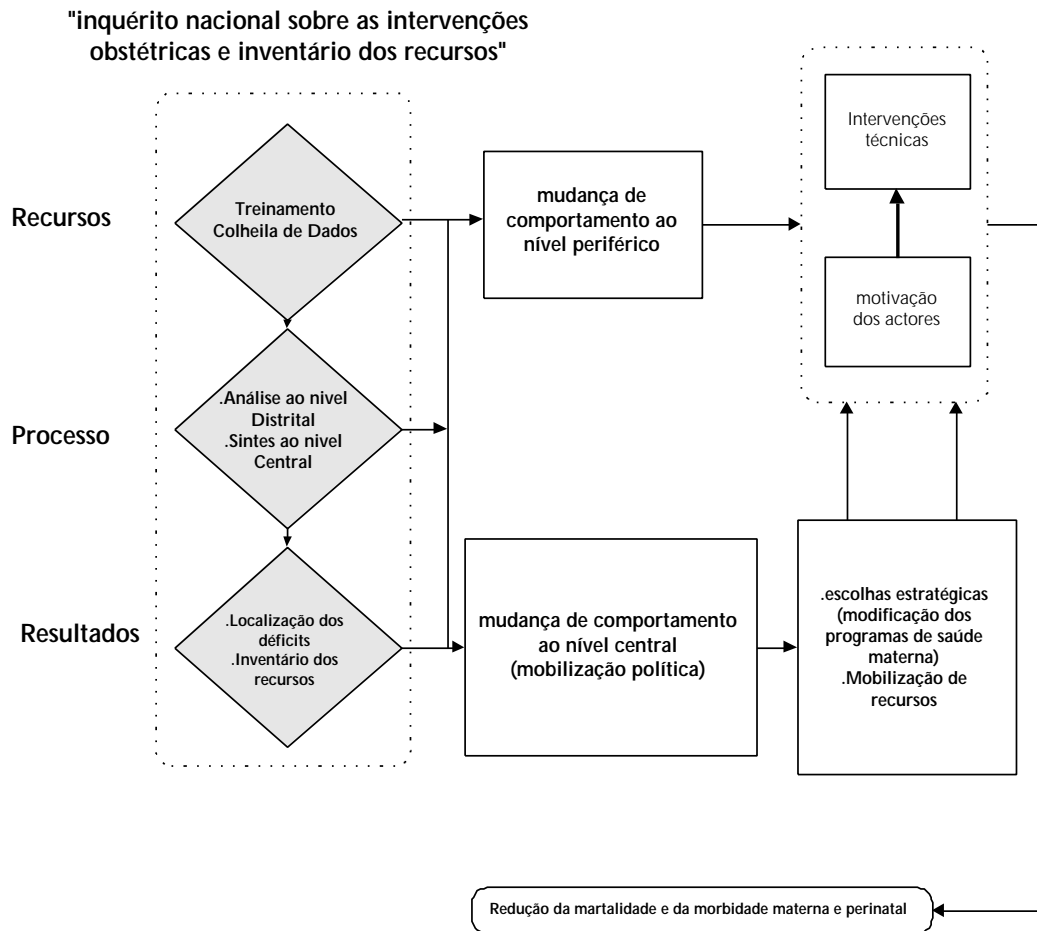 "inquérito nacional sobre as intervenções
obstétricas e inventário dos recursos"
Recursos
Treinamento
Colheila de Dados
mudança de
comportamento ao
nível periférico
Intervenções
técnicas
motivação
dos actores
Processo
.Análise ao nivel
Distrital
.Sintes ao nivel
Central
Resultados
.Localização dos
déficits
.Inventário dos
recursos
mudança de comportamento
ao nível central
(mobilização política)
.escolhas estratégicas
(modificação dos
programas de saúde
materna)
.Mobilização de
recursos
Redução da martalidade e da morbidade materna e perinatal